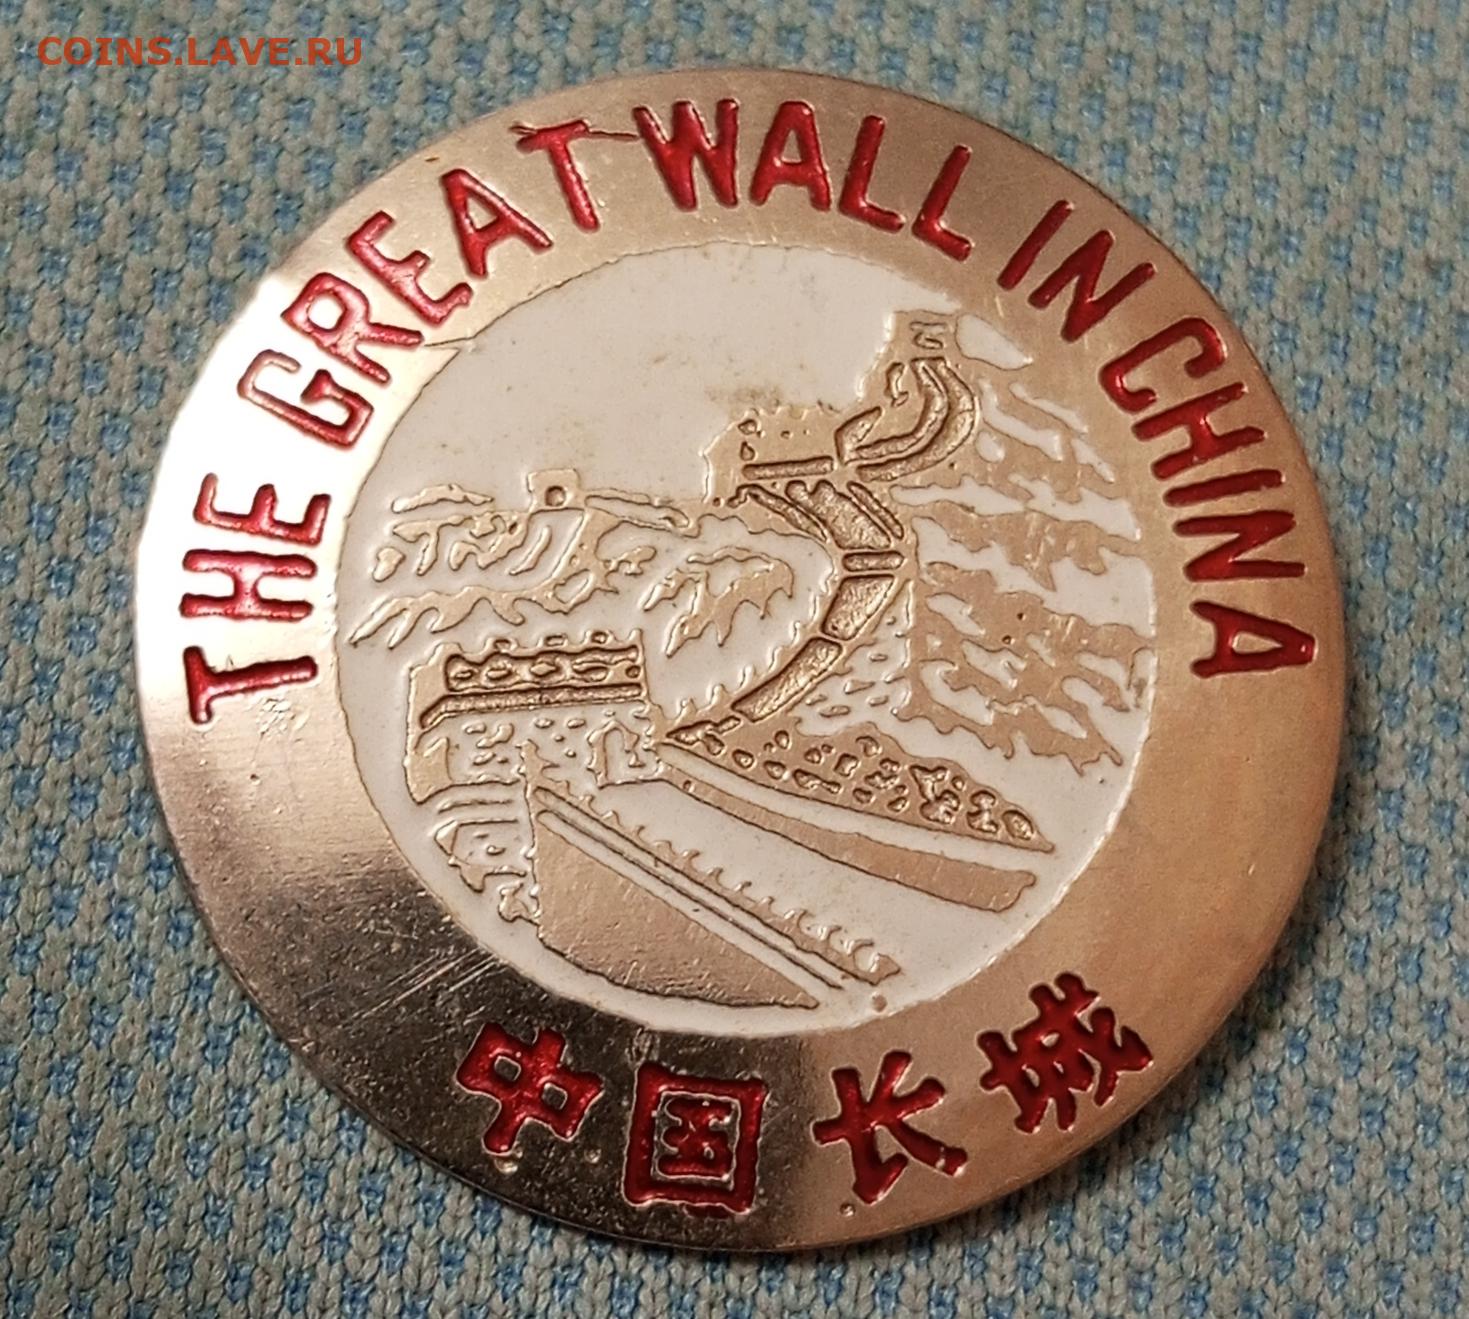 COINS.LAVE.RU
THE GREAT WALL IN CHINA
中国长城